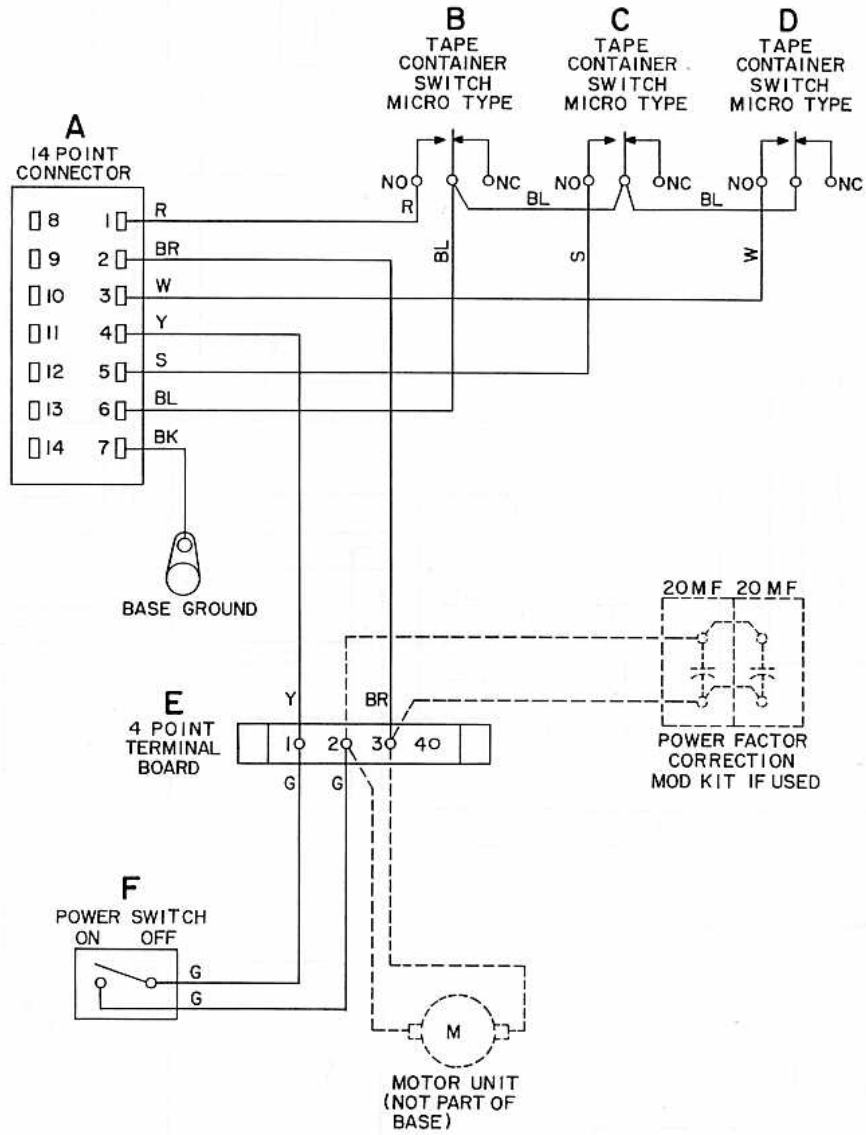 B
TAPE
CONTAINER
SWITCH
MICRO TYPE
C
TAPE
CONTAINER
SWITCH
MICRO TYPE
D
TAPE
CONTAINER
SWITCH
MICRO TYPE
A
14 POINT
CONNECTOR
NO NC NO NC NO NC
8 1 R R BL BL
9 2 BR BL S W
10 3 W
11 4 Y
12 5 S
13 6 BL
14 7 BK
BASE GROUND
20MF 20MF
POWER FACTOR
CORRECTION
MOD KIT IF USED
E
4 POINT
TERMINAL
BOARD
Y BR
1 2 3 4
G G
F
POWER SWITCH
ON OFF
G
G
M
MOTOR UNIT
(NOT PART OF
BASE)